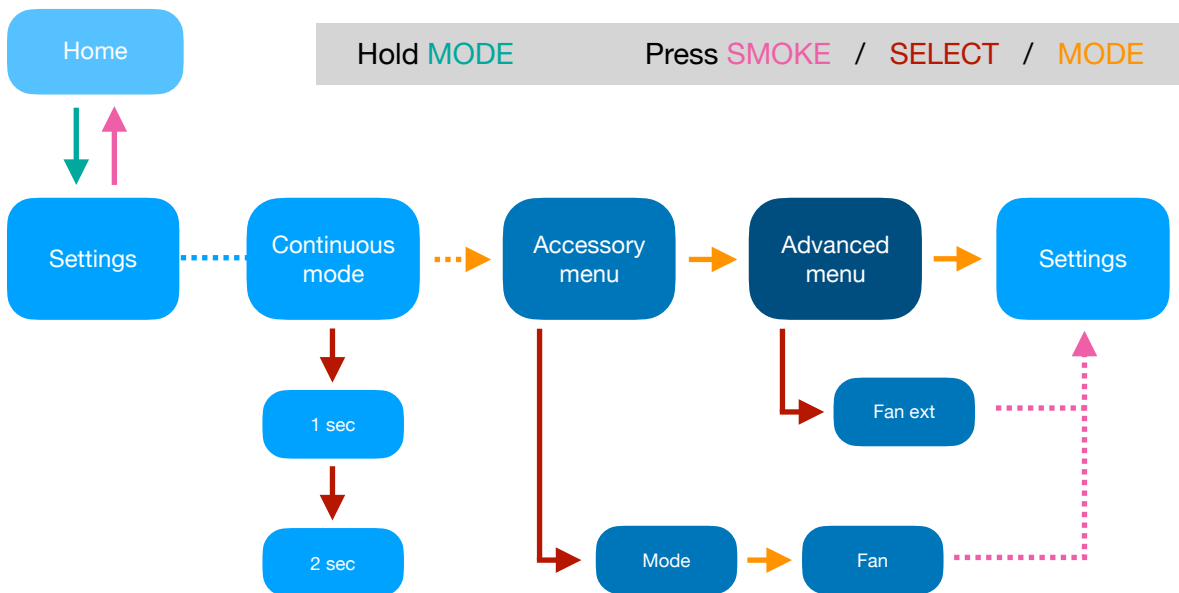 Home
Hold MODE
Press SMOKE / SELECT / MODE
Settings
Continuous
mode
Accessory
menu
Advanced
menu
Settings
1 sec
Fan ext
2 sec
Mode
Fan